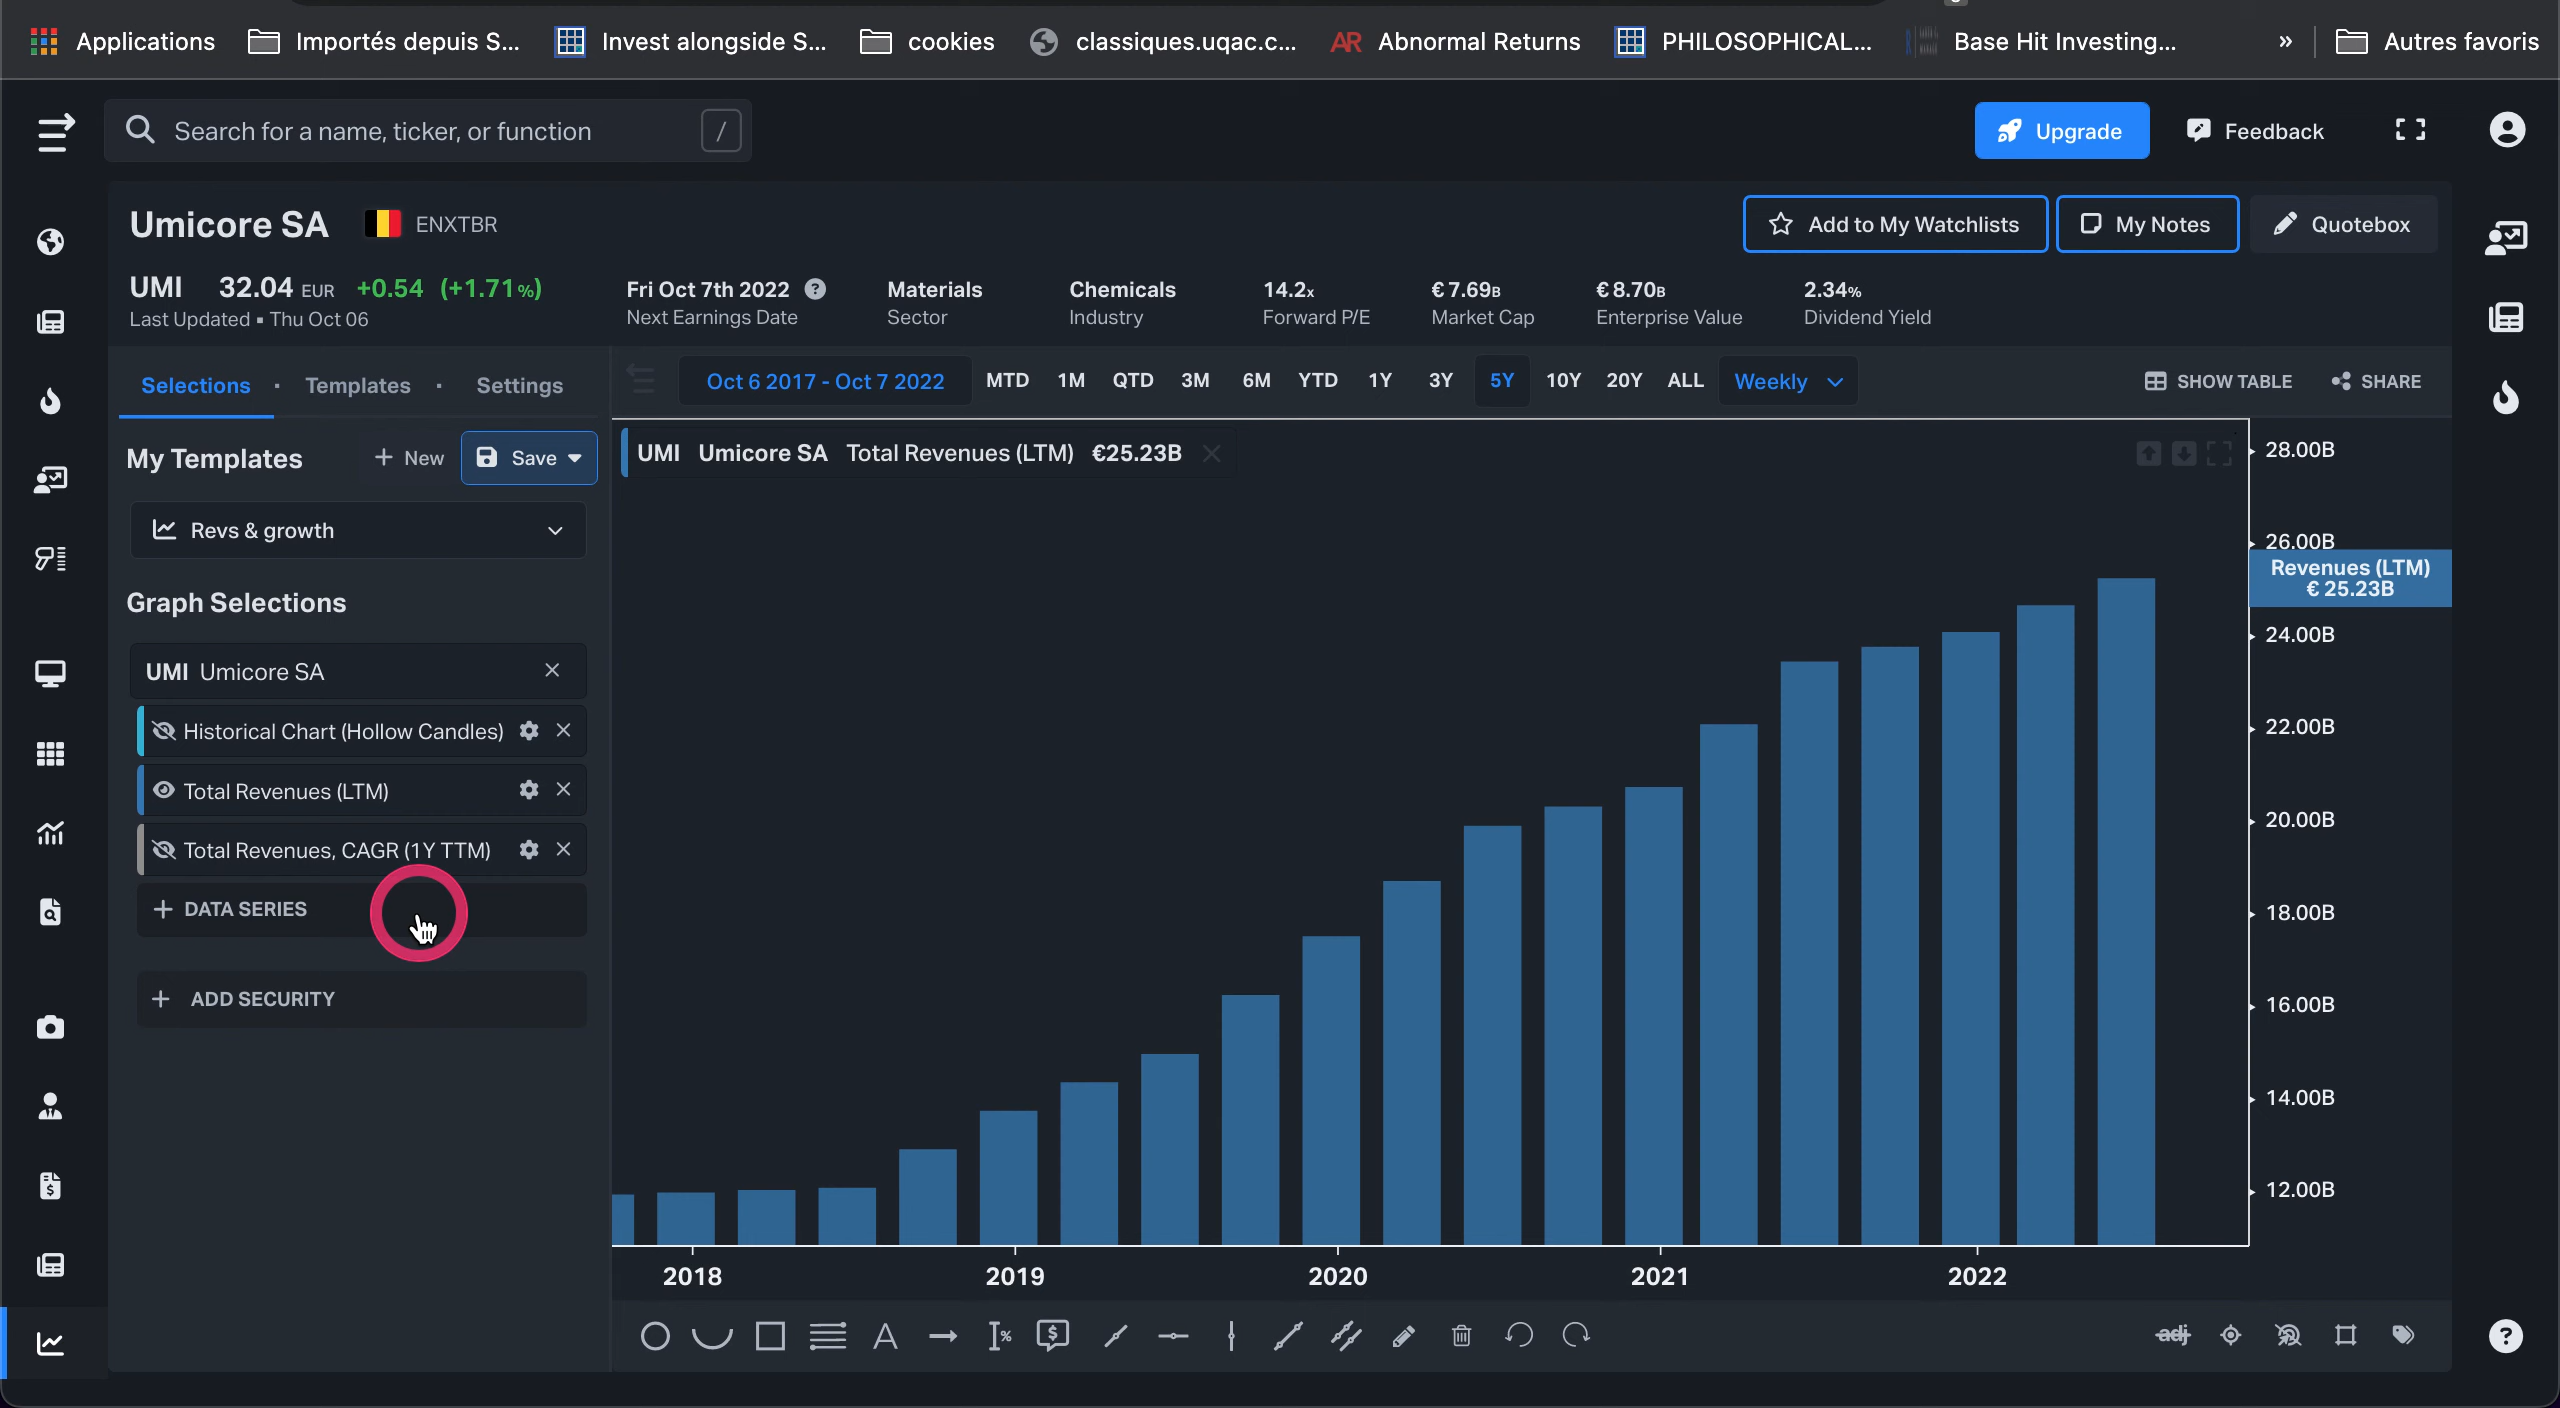 Applications
Importés depuis S...
Invest alongside S...
cookies
classiques.uqac.c...
AR Abnormal Returns
PHILOSOPHICAL...
Base Hit Investing...
»
Autres favoris
Search for a name, ticker, or function /
Upgrade
Feedback
Umicore SA ENXTBR
Add to My Watchlists
My Notes
Quotebox
UMI 32.04 EUR +0.54 (+1.71%)
Last Updated ▪ Thu Oct 06
Fri Oct 7th 2022 ?
Next Earnings Date
Materials
Sector
Chemicals
Industry
14.2x
Forward P/E
€7.69B
Market Cap
€8.70B
Enterprise Value
2.34%
Dividend Yield
Selections · Templates · Settings
Oct 6 2017 - Oct 7 2022 MTD 1M QTD 3M 6M YTD 1Y 3Y 5Y 10Y 20Y ALL Weekly
SHOW TABLE
SHARE
My Templates
+ New
Save
Revs & growth
Graph Selections
UMI Umicore SA
Historical Chart (Hollow Candles)
Total Revenues (LTM)
Total Revenues, CAGR (1Y TTM)
+ DATA SERIES
+ ADD SECURITY
UMI Umicore SA Total Revenues (LTM) €25.23B
28.00B
26.00B
Revenues (LTM)
€ 25.23B
24.00B
22.00B
20.00B
18.00B
16.00B
14.00B
12.00B
2018 2019 2020 2021 2022
A
%
$
adj
?